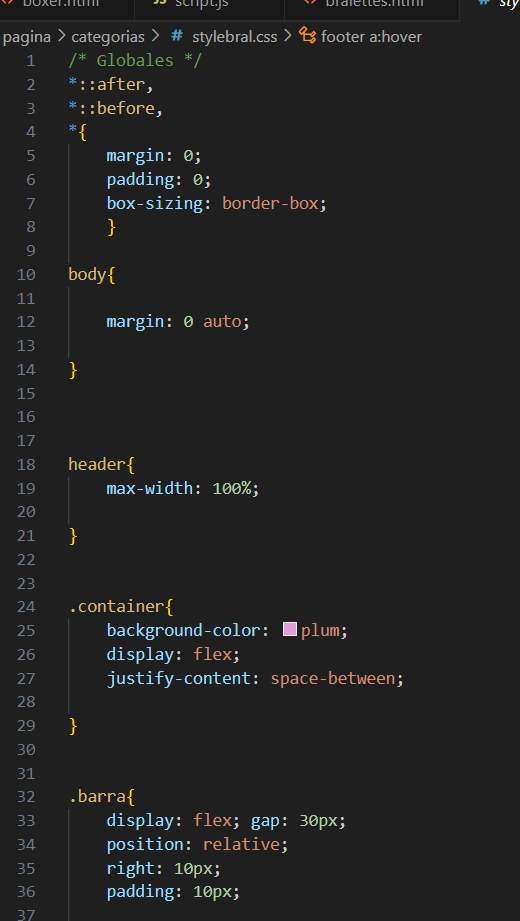 boxer.html script.js bralettes.html sty
pagina > categorias > # stylebral.css > footer a:hover
1 /* Globales */
2 *::after,
3 *::before,
4 *{
5 margin: 0;
6 padding: 0;
7 box-sizing: border-box;
8 }
9
10 body{
11
12 margin: 0 auto;
13
14 }
15
16
17
18 header{
19 max-width: 100%;
20
21 }
22
23
24 .container{
25 background-color: plum;
26 display: flex;
27 justify-content: space-between;
28
29 }
30
31
32 .barra{
33 display: flex; gap: 30px;
34 position: relative;
35 right: 10px;
36 padding: 10px;
37